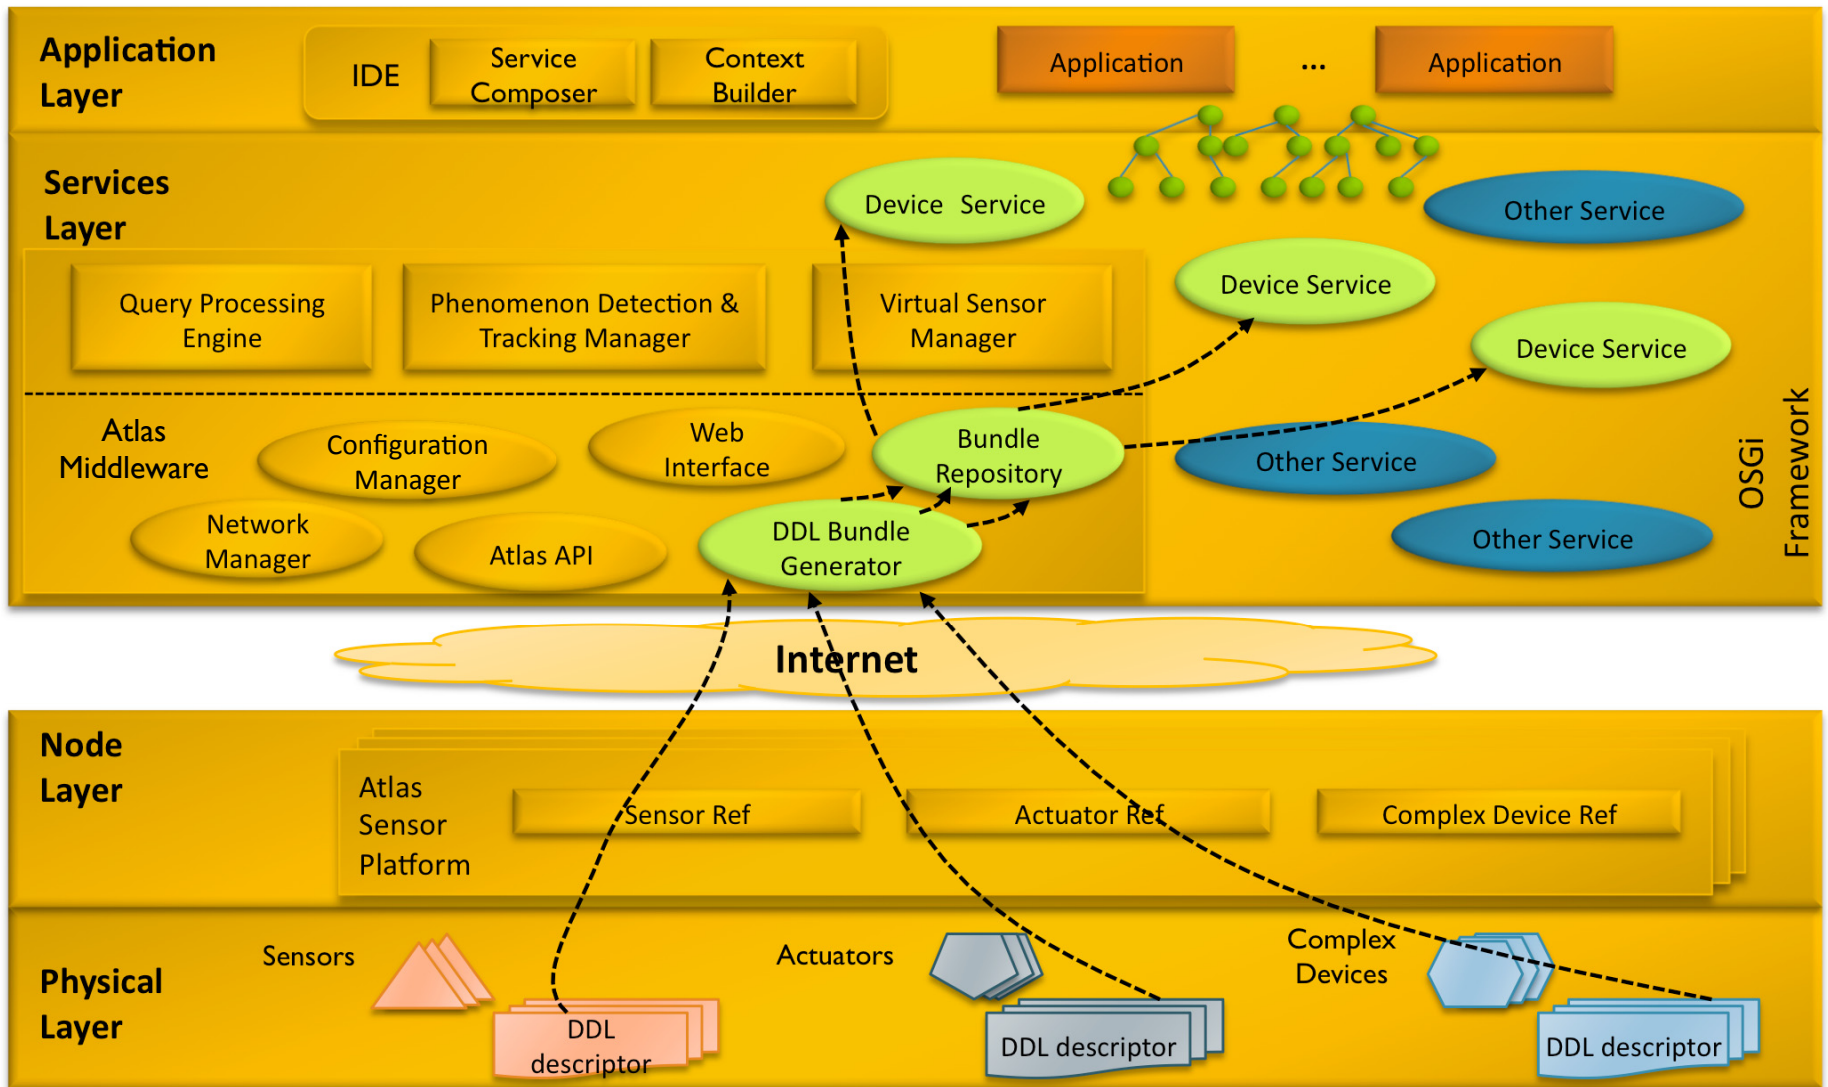 Application
Layer
IDE
Service
Composer
Context
Builder
Application
...
Application
Services
Layer
Device Service
Other Service
Device Service
Device Service
Query Processing
Engine
Phenomenon Detection &
Tracking Manager
Virtual Sensor
Manager
Atlas
Middleware
Configuration
Manager
Web
Interface
Bundle
Repository
Other Service
Network
Manager
Atlas API
DDL Bundle
Generator
Other Service
OSGi
Framework
Internet
Node
Layer
Atlas
Sensor
Platform
Sensor Ref
Actuator Ref
Complex Device Ref
Physical
Layer
Sensors
DDL
descriptor
Actuators
DDL descriptor
Complex
Devices
DDL descriptor